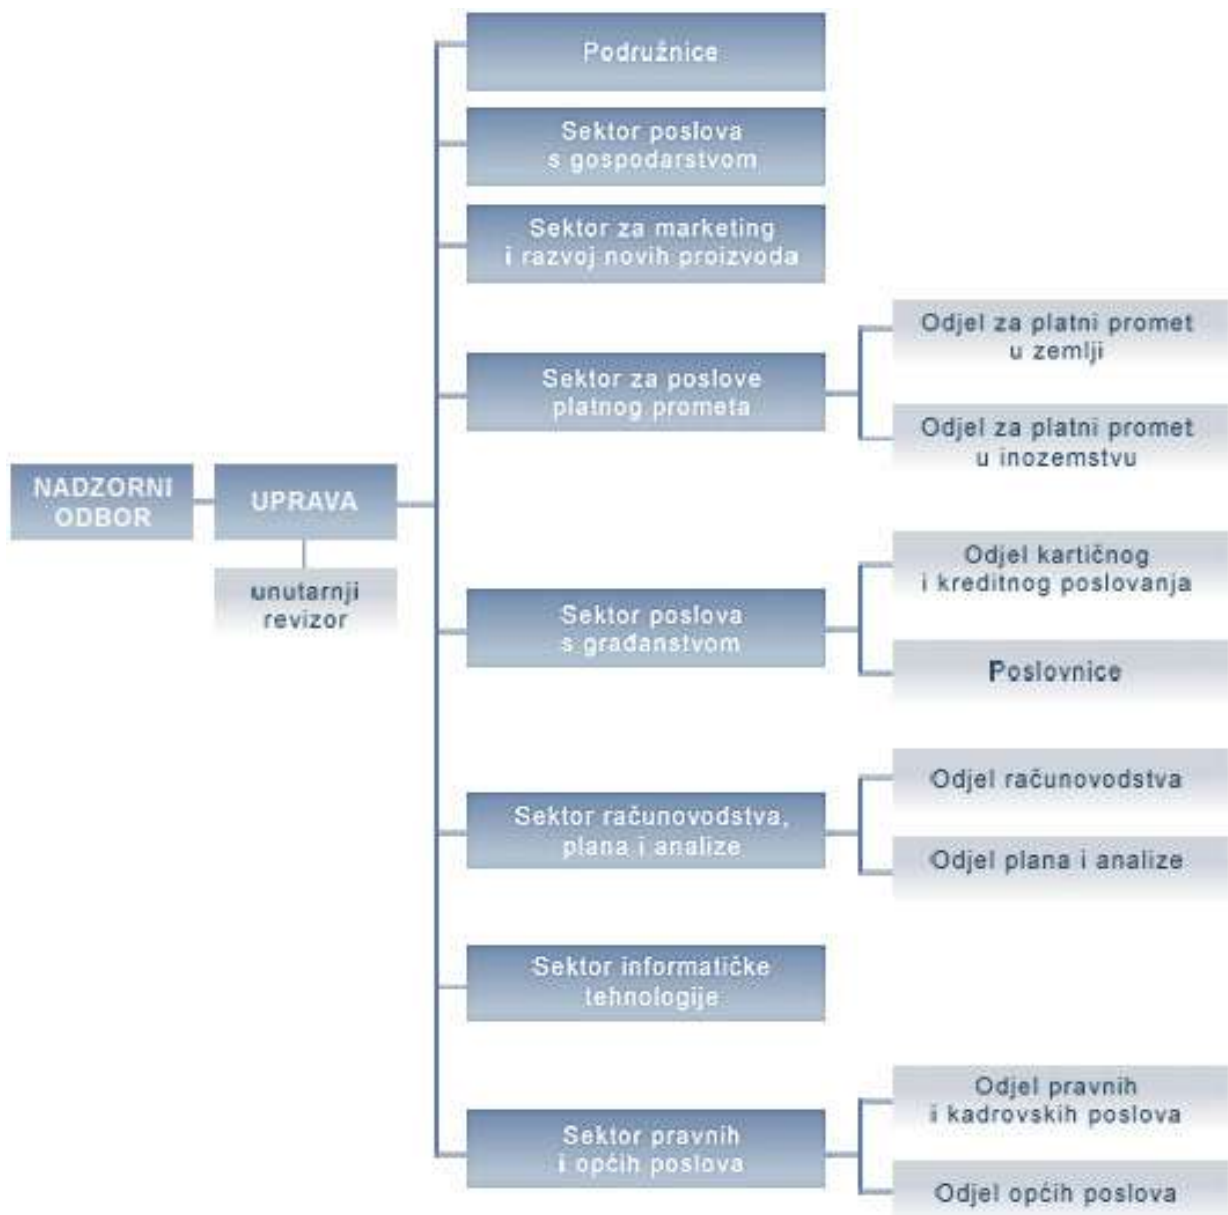 NADZORNI
ODBOR
UPRAVA
unutarnji
revizor
Podružnice
Sektor poslova
s gospodarstvom
Sektor za marketing
i razvoj novih proizvoda
Sektor za poslove
platnog prometa
Odjel za platni promet
u zemlji
Odjel za platni promet
u inozemstvu
Sektor poslova
s građanstvom
Odjel kartičnog
i kreditnog poslovanja
Poslovnice
Sektor računovodstva,
plana i analize
Odjel računovodstva
Odjel plana i analize
Sektor informatičke
tehnologije
Sektor pravnih
i općih poslova
Odjel pravnih
i kadrovskih poslova
Odjel općih poslova